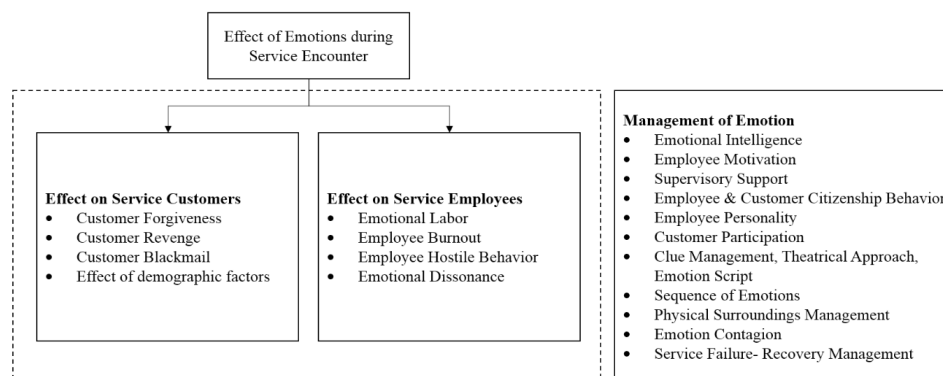 Effect of Emotions during
Service Encounter
Effect on Service Customers
• Customer Forgiveness
• Customer Revenge
• Customer Blackmail
• Effect of demographic factors
Effect on Service Employees
• Emotional Labor
• Employee Burnout
• Employee Hostile Behavior
• Emotional Dissonance
Management of Emotion
• Emotional Intelligence
• Employee Motivation
• Supervisory Support
• Employee & Customer Citizenship Behavior
• Employee Personality
• Customer Participation
• Clue Management, Theatrical Approach,
Emotion Script
• Sequence of Emotions
• Physical Surroundings Management
• Emotion Contagion
• Service Failure- Recovery Management